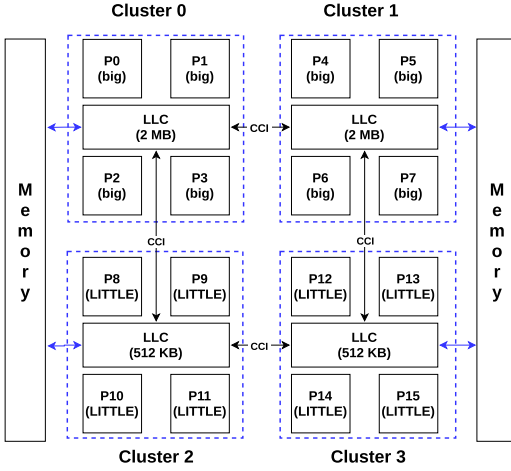 Cluster 0
Cluster 1
P0
(big)
P1
(big)
P4
(big)
P5
(big)
LLC
(2 MB)
CCI
LLC
(2 MB)
P2
(big)
P3
(big)
P6
(big)
P7
(big)
M
e
m
o
r
y
M
e
m
o
r
y
CCI
CCI
P8
(LITTLE)
P9
(LITTLE)
P12
(LITTLE)
P13
(LITTLE)
LLC
(512 KB)
CCI
LLC
(512 KB)
P10
(LITTLE)
P11
(LITTLE)
P14
(LITTLE)
P15
(LITTLE)
Cluster 2
Cluster 3